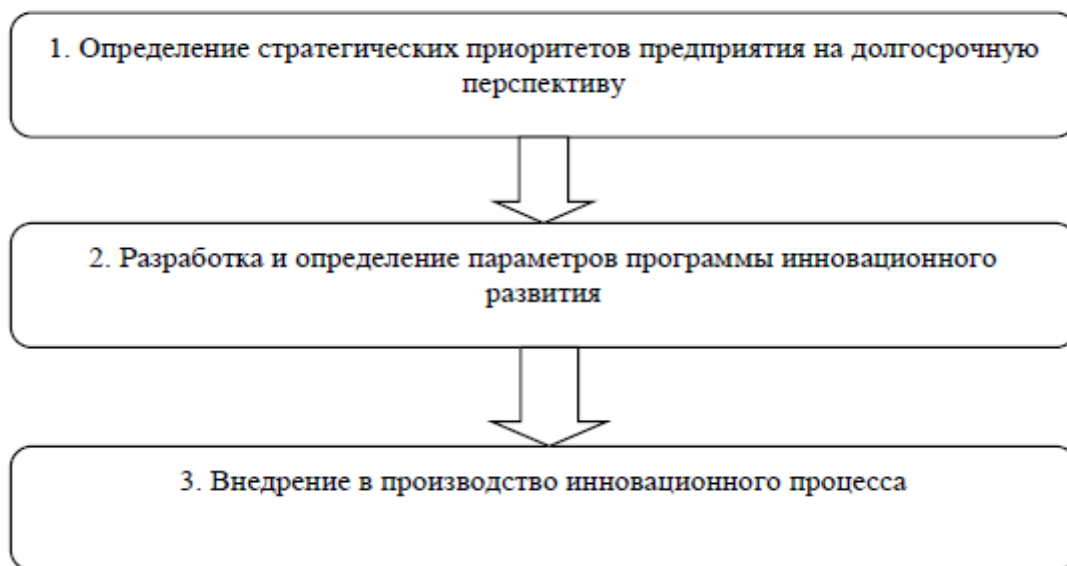 1. Определение стратегических приоритетов предприятия на долгосрочную
перспективу
2. Разработка и определение параметров программы инновационного
развития
3. Внедрение в производство инновационного процесса